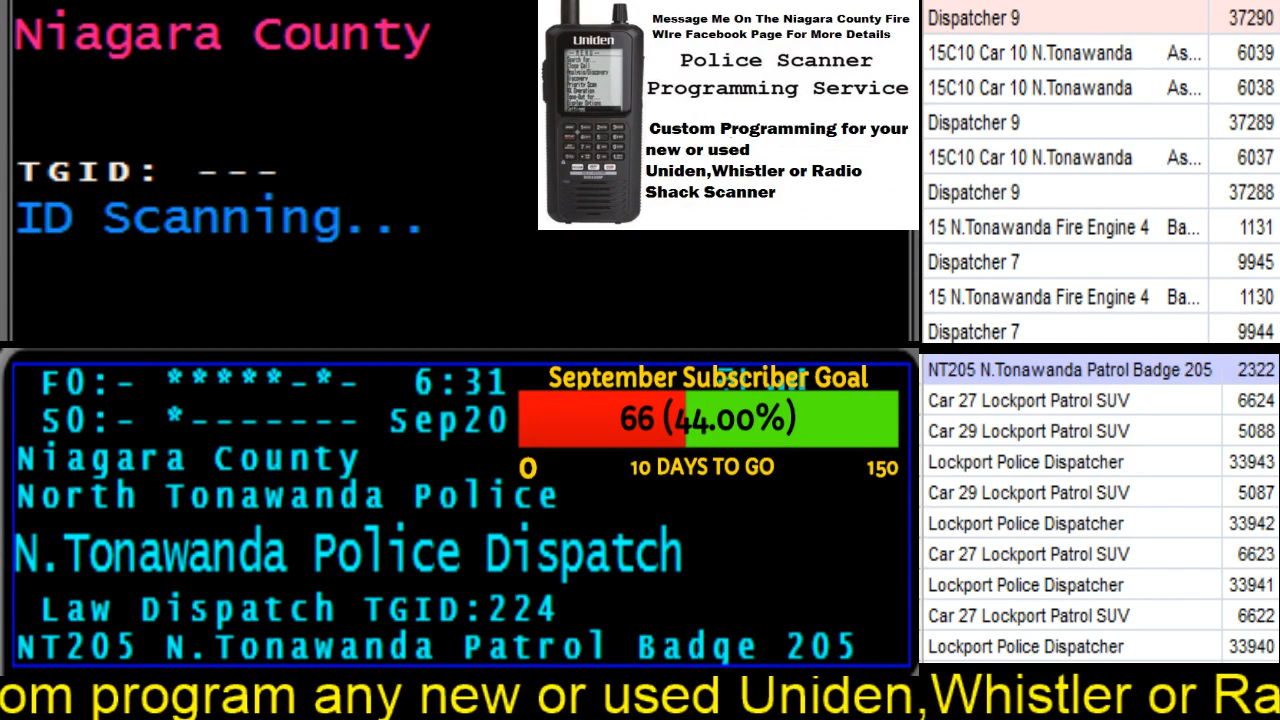 Niagara County
TGID: ---
ID Scanning...
Uniden
Message Me On The Niagara County Fire
WIre Facebook Page For More Details
Police Scanner
Programming Service
Custom Programming for your
new or used
Uniden,Whistler or Radio
Shack Scanner
Dispatcher 9 37290
15C10 Car 10 N.Tonawanda As... 6039
15C10 Car 10 N.Tonawanda As... 6038
Dispatcher 9 37289
15C10 Car 10 N.Tonawanda As... 6037
Dispatcher 9 37288
15 N.Tonawanda Fire Engine 4 Ba... 1131
Dispatcher 7 9945
15 N.Tonawanda Fire Engine 4 Ba... 1130
Dispatcher 7 9944
F0:- *****-*- 6:31
S0:- *------- Sep20
Niagara County
North Tonawanda Police
N.Tonawanda Police Dispatch
Law Dispatch TGID:224
NT205 N.Tonawanda Patrol Badge 205
September Subscriber Goal
66 (44.00%)
0 10 DAYS TO GO 150
NT205 N.Tonawanda Patrol Badge 205 2322
Car 27 Lockport Patrol SUV 6624
Car 29 Lockport Patrol SUV 5088
Lockport Police Dispatcher 33943
Car 29 Lockport Patrol SUV 5087
Lockport Police Dispatcher 33942
Car 27 Lockport Patrol SUV 6623
Lockport Police Dispatcher 33941
Car 27 Lockport Patrol SUV 6622
Lockport Police Dispatcher 33940
om program any new or used Uniden,Whistler or Ra